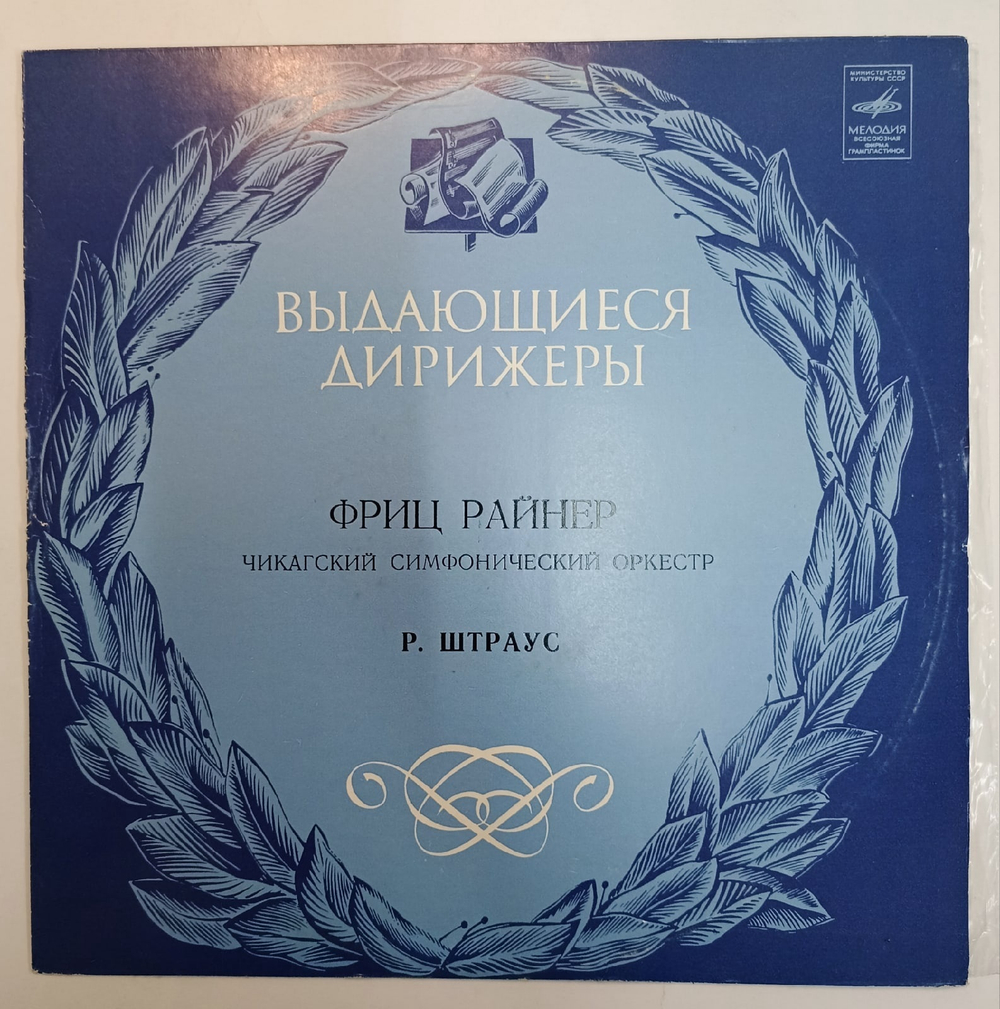 МИНИСТЕРСТВО
КУЛЬТУРЫ СССР
МЕЛОДИЯ
ВСЕСОЮЗНАЯ
ФИРМА
ГРАМПЛАСТИНОК
ВЫДАЮЩИЕСЯ
ДИРИЖЕРЫ
ФРИЦ РАЙНЕР
ЧИКАГСКИЙ СИМФОНИЧЕСКИЙ ОРКЕСТР
Р. ШТРАУС